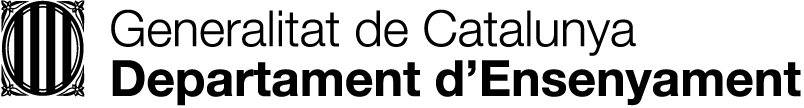 Generalitat de Catalunya
Departament d’Ensenyament